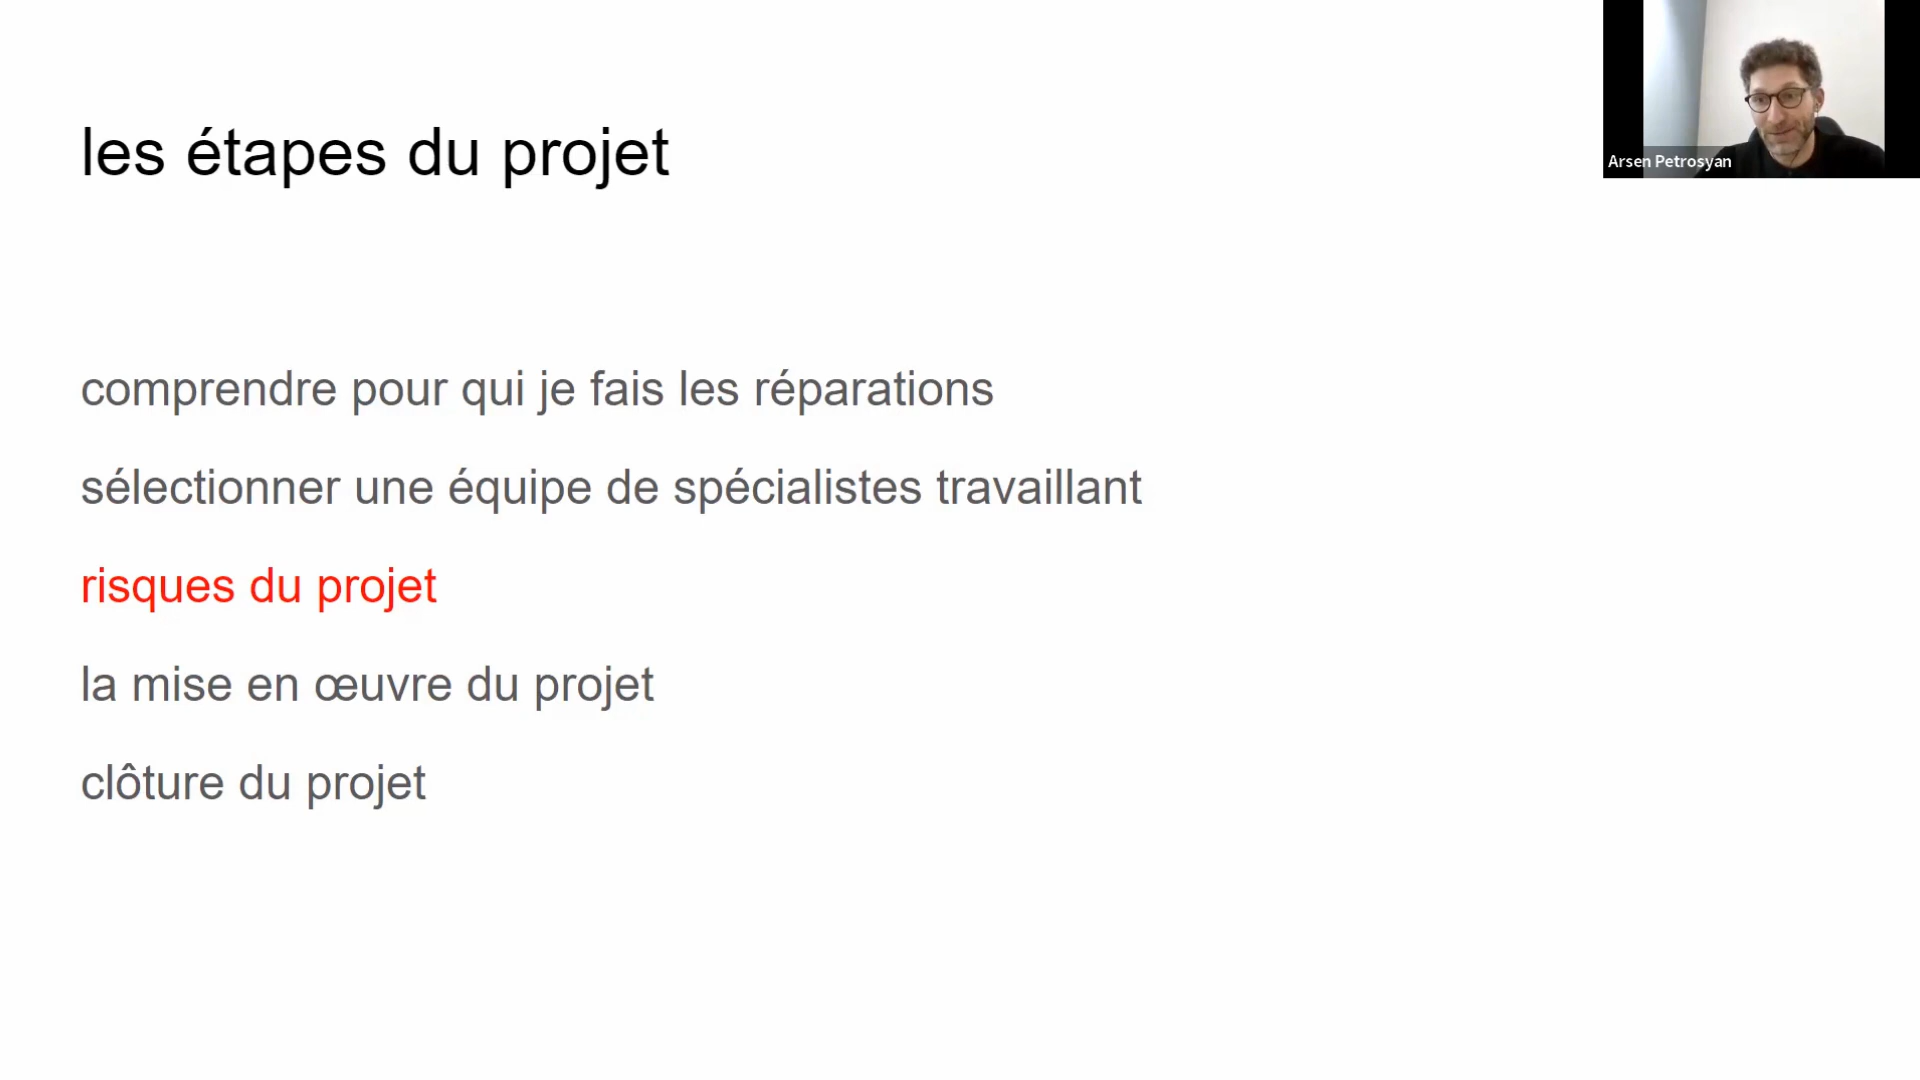 les étapes du projet
Arsen Petrosyan
comprendre pour qui je fais les réparations
sélectionner une équipe de spécialistes travaillant
risques du projet
la mise en œuvre du projet
clôture du projet